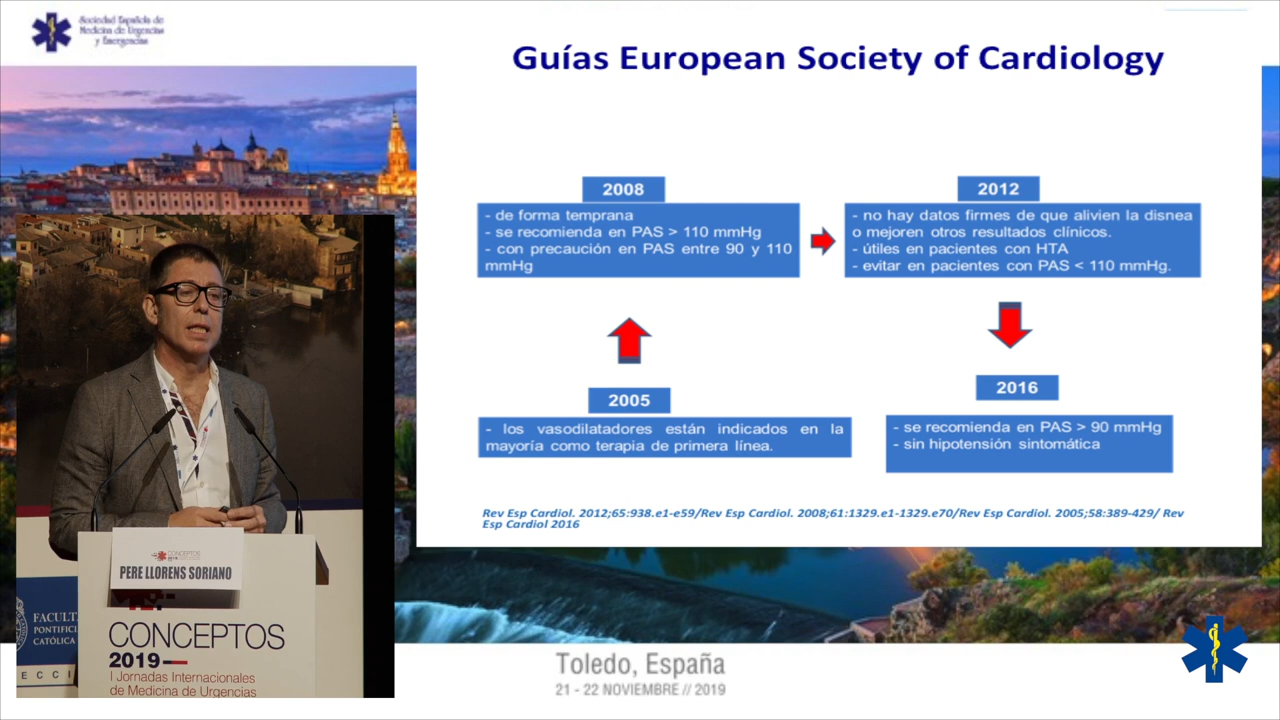 Sociedad Española de
Medicina de Urgencias
y Emergencias
Guías European Society of Cardiology
2008
- de forma temprana
- se recomienda en PAS > 110 mmHg
- con precaución en PAS entre 90 y 110
mmHg
2012
- no hay datos firmes de que alivien la disnea
o mejoren otros resultados clínicos.
- útiles en pacientes con HTA
- evitar en pacientes con PAS < 110 mmHg.
2005
- los vasodilatadores están indicados en la
mayoría como terapia de primera línea.
2016
- se recomienda en PAS > 90 mmHg
- sin hipotensión sintomática
Rev Esp Cardiol. 2012;65:938.e1-e59/Rev Esp Cardiol. 2008;61:1329.e1-1329.e70/Rev Esp Cardiol. 2005;58:389-429/ Rev
Esp Cardiol 2016
CONCEPTOS
PERE LLORENS SORIANO
FACULT
PONTIFIC
CATÓLICA
ECCI
CONCEPTOS
2019
I Jornadas Internacionales
de Medicina de Urgencias
Toledo, España
21 - 22 NOVIEMBRE // 2019